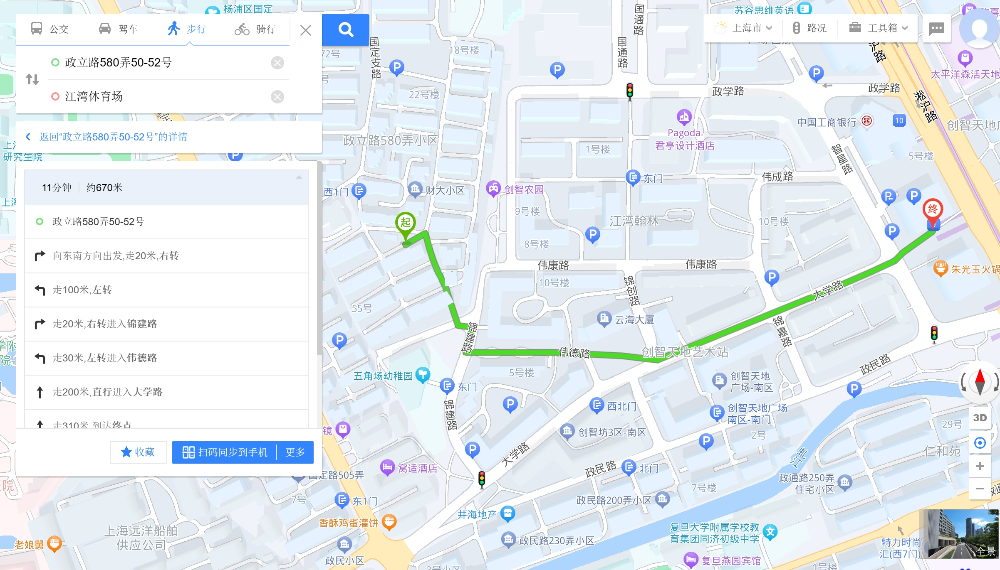 公交
驾车
步行
骑行
政立路580弄50-52号
江湾体育场
返回“政立路580弄50-52号”的详情
11分钟
约670米
政立路580弄50-52号
向东南方向出发,走20米,右转
走100米,左转
走20米,右转进入锦建路
走30米,左转进入伟德路
走200米,直行进入大学路
走310米,到达终点
收藏
扫码同步到手机
更多
上海市
路况
工具箱
杨浦区国定
苏谷思维英语
国通路
国通路
国定支路
72号
18号楼
22号楼
政立路580弄小区
研究生院
西1门
财大小区
起
创智农园
政学路
政学路
淞沪路
太平洋森活天地
Pagoda
君亭设计酒店
中国工商银行
10
智星路
5号楼
1号楼
东门
伟成路
9号楼
江湾翰林
10号楼
8号楼
终
伟康路
伟康路
10号楼
锦创路
朱光玉火锅
大学路
55号
云海大厦
锦嘉路
锦建路
伟德路
创智天地艺术站
政民路
5号楼
五角场幼稚园
东门
创智天地
广场-南区
西北门
创智天地广场
南区-南门
锦建路
创智坊3区-南区
2号
29号
仁和苑
镜
大学路
政民路
北门
窝适酒店
国定路505弄
7号
东1门
7号楼
政通路250弄
住宅小区
政民路200弄小区
井海地产
香酥鸡蛋灌饼
上海远洋船舶
供应公司
老娘舅
政民小区
政民路230弄小区
复旦大学附属学校教
育集团同济初级中学
复旦燕园宾馆
特力时尚
汇(西7门)
1号楼
3D
全景